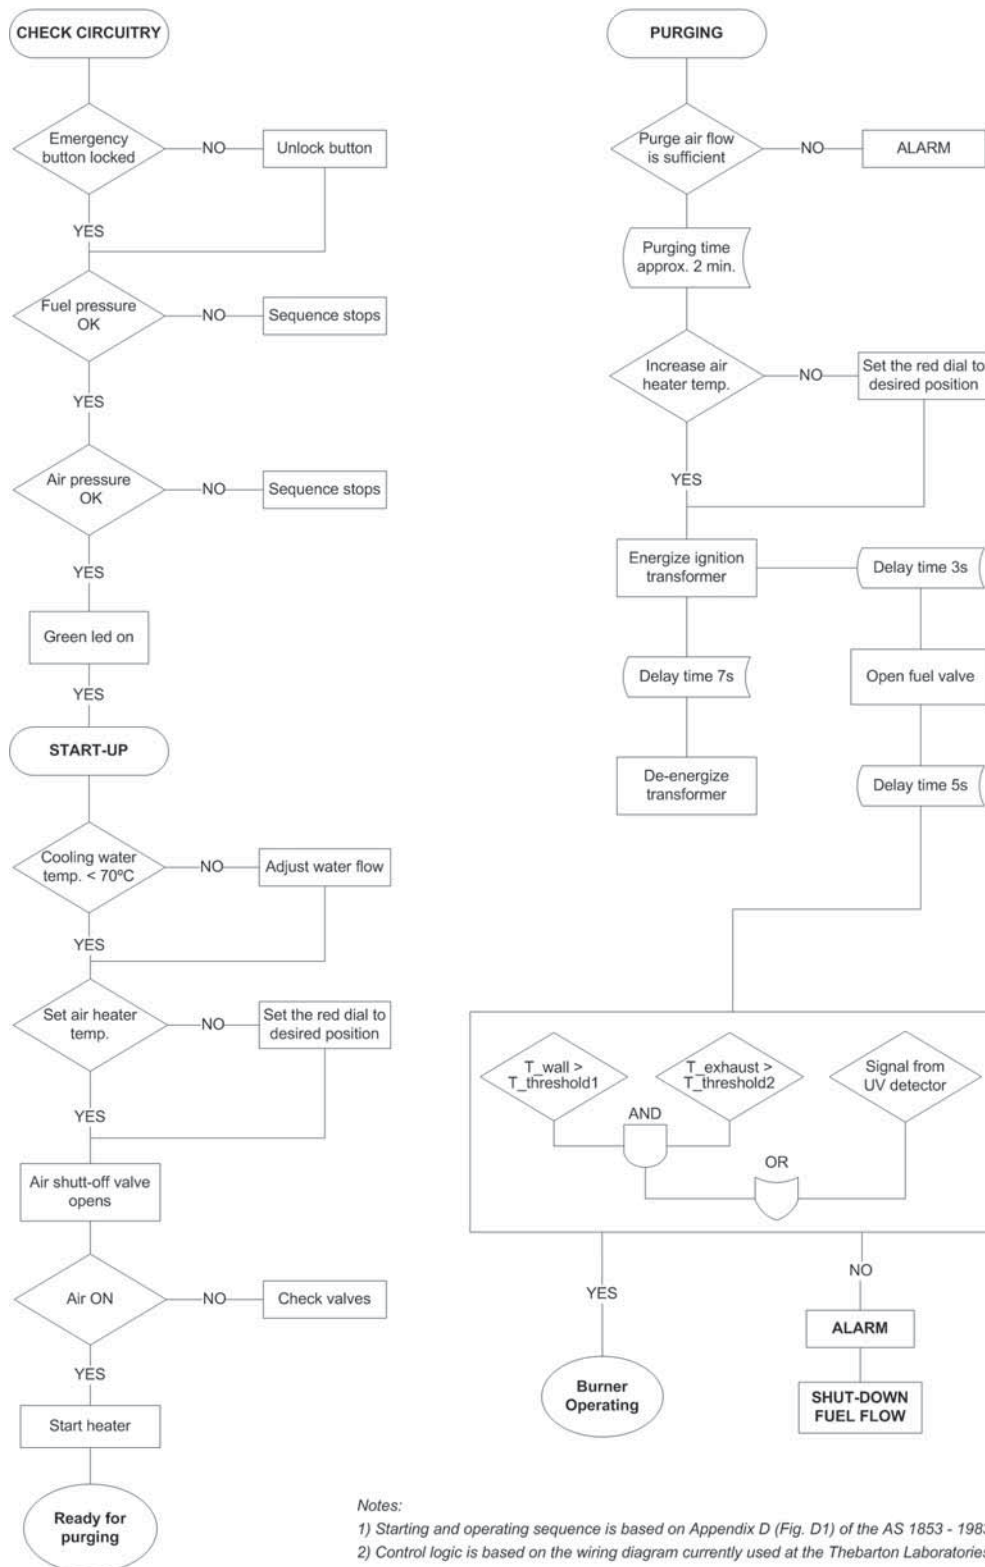 CHECK CIRCUITRY
Emergency
button locked
NO
Unlock button
YES
Fuel pressure
OK
NO
Sequence stops
YES
Air pressure
OK
NO
Sequence stops
YES
Green led on
YES
START-UP
Cooling water
temp. < 70ºC
NO
Adjust water flow
YES
Set air heater
temp.
NO
Set the red dial to
desired position
YES
Air shutt-off valve
opens
Air ON
NO
Check valves
YES
Start heater
Ready for
purging
PURGING
Purge air flow
is sufficient
NO
ALARM
Purging time
approx. 2 min.
Increase air
heater temp.
NO
Set the red dial to
desired position
YES
Energize ignition
transformer
Delay time 3s
Delay time 7s
Open fuel valve
De-energize
transformer
Delay time 5s
T_wall >
T_threshold1
T_exhaust >
T_threshold2
Signal from
UV detector
AND
OR
YES
NO
Burner
Operating
ALARM
SHUT-DOWN
FUEL FLOW
Notes:
1) Starting and operating sequence is based on Appendix D (Fig. D1) of the AS 1853 - 1983
2) Control logic is based on the wiring diagram currently used at the Thebarton Laboratories